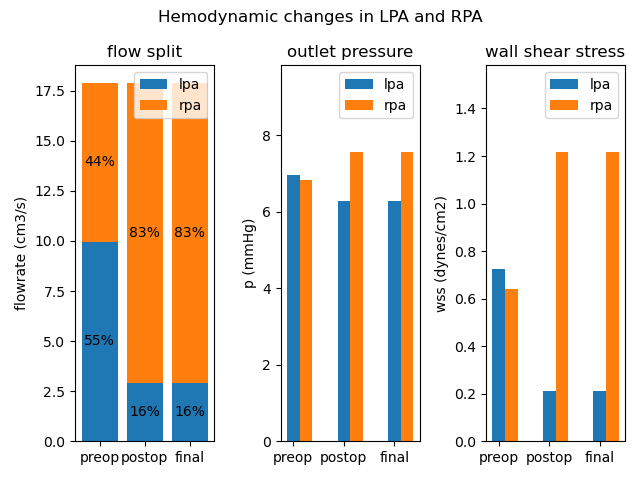 Hemodynamic changes in LPA and RPA
flow split
flowrate (cm3/s)
17.5
15.0
12.5
10.0
7.5
5.0
2.5
0.0
lpa
rpa
44%
83%
83%
55%
16%
16%
preop
postop
final
outlet pressure
p (mmHg)
8
6
4
2
0
lpa
rpa
preop
postop
final
wall shear stress
wss (dynes/cm2)
1.4
1.2
1.0
0.8
0.6
0.4
0.2
0.0
lpa
rpa
preop
postop
final